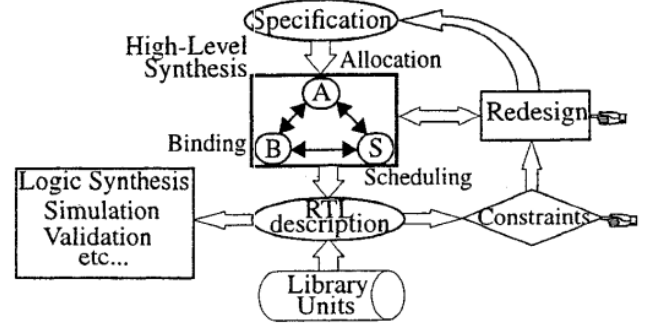 Specification
High-Level
Synthesis
Allocation
A
Redesign
Binding
B
S
Scheduling
Logic Synthesis
Simulation
Validation
etc...
RTL
description
Constraints
Library
Units